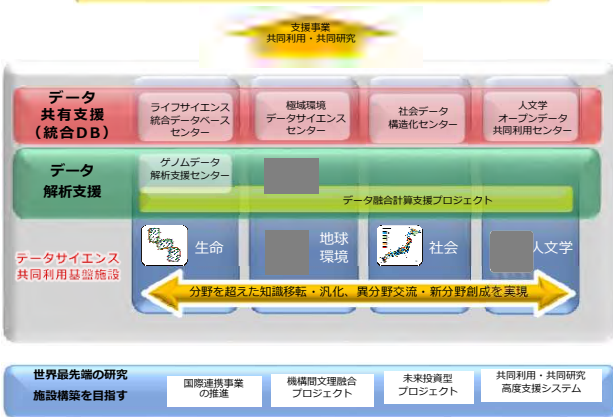 支援事業
共同利用・共同研究
データ
共有支援
(統合DB)
ライフサイエンス
統合データベース
センター
極域環境
データサイエンス
センター
社会データ
構造化センター
人文学
オープンデータ
共同利用センター
データ
解析支援
ゲノムデータ
解析支援センター
データ融合計算支援プロジェクト
データサイエンス
共同利用基盤施設
生命
地球
環境
社会
人文学
分野を超えた知識移転・汎化、異分野交流・新分野創成を実現
世界最先端の研究
施設構築を目指す
国際連携事業
の推進
機構間文理融合
プロジェクト
未来投資型
プロジェクト
共同利用・共同研究
高度支援システム